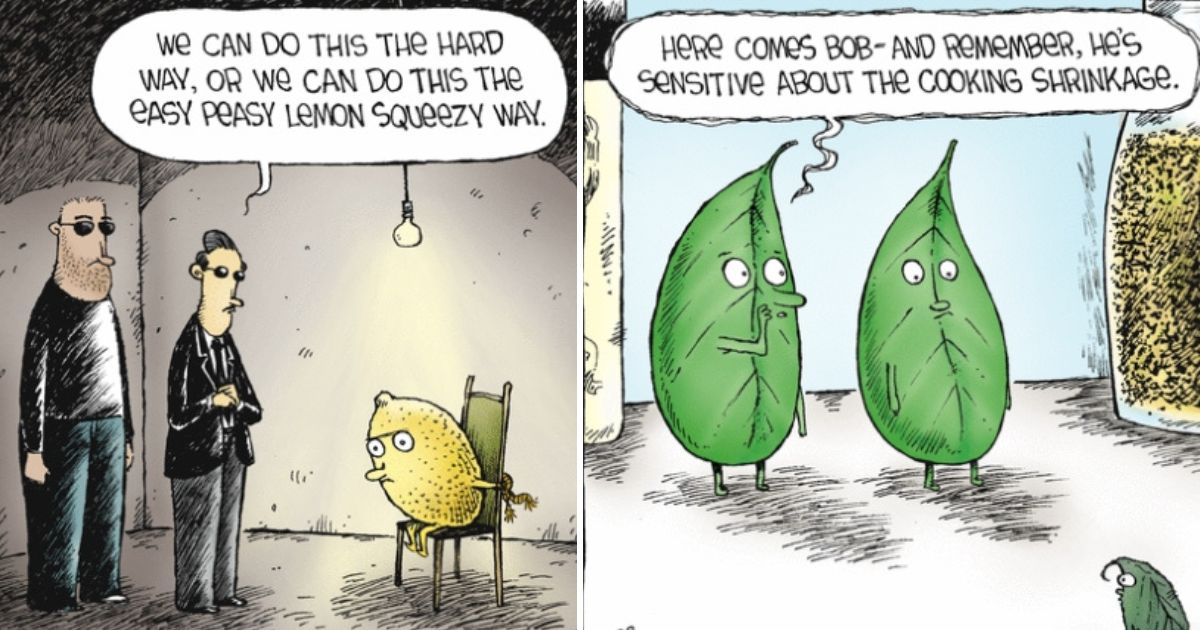 WE CAN DO THIS THE HARD
WAY, OR WE CAN DO THIS THE
EASY PEASY LEMON SQUEEZY WAY.
HERE COMES BOB- AND REMEMBER, HE'S
SENSITIVE ABOUT THE COOKING SHRINKAGE.